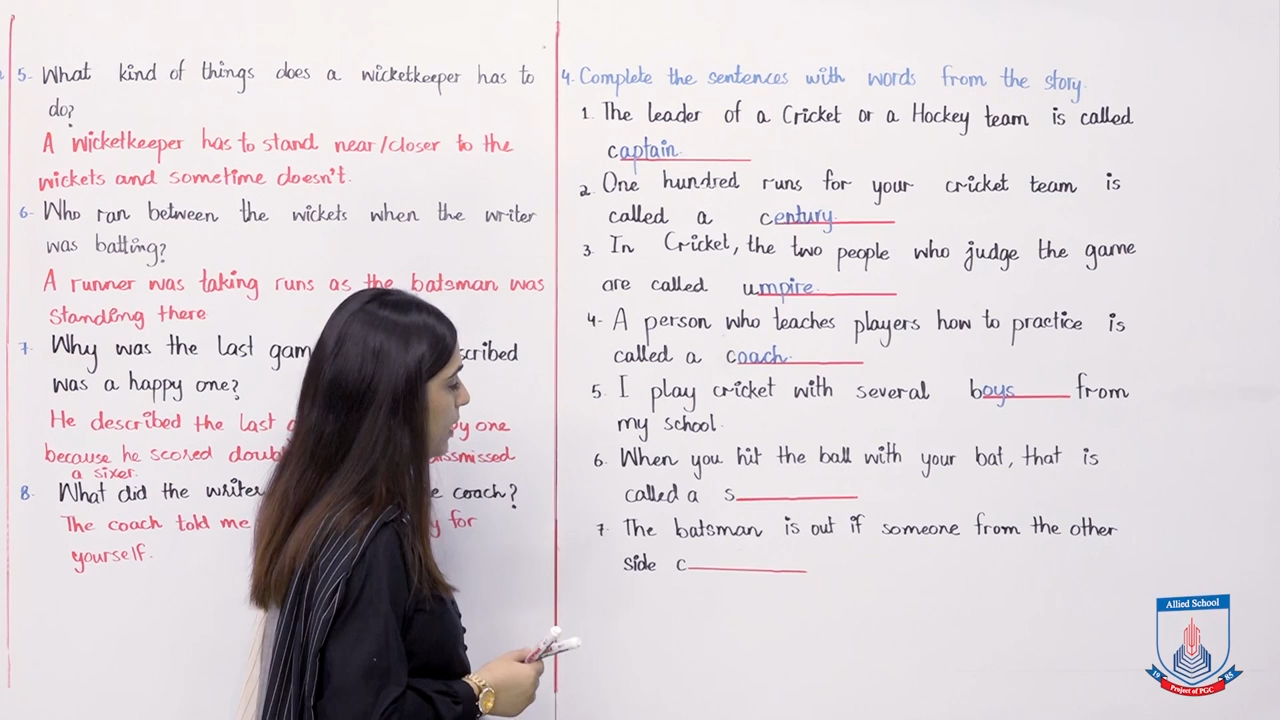 5- What kind of things does a wicketkeeper has to
do?
A wicketkeeper has to stand near/closer to the
wickets and sometime doesn't.
6- Who ran between the wickets when the writer
was batting?
A runner was taking runs as the batsman was
standing there
7- Why was the last gam scribed
was a happy one?
He described the last y one
because he scored doub issmissed
a sixer.
8- What did the writer e coach?
The coach told me y for
yourself.
4. Complete the sentences with words from the story.
1. The leader of a Cricket or a Hockey team is called
captain.
2. One hundred runs for your cricket team is
called a century.
3. In Cricket, the two people who judge the game
are called umpire.
4- A person who teaches players how to practice is
called a coach.
5. I play cricket with several boys from
my school.
6. When you hit the ball with your bat, that is
called a s
7. The batsman is out if someone from the other
side c
Allied School
19 85
Project of PGC